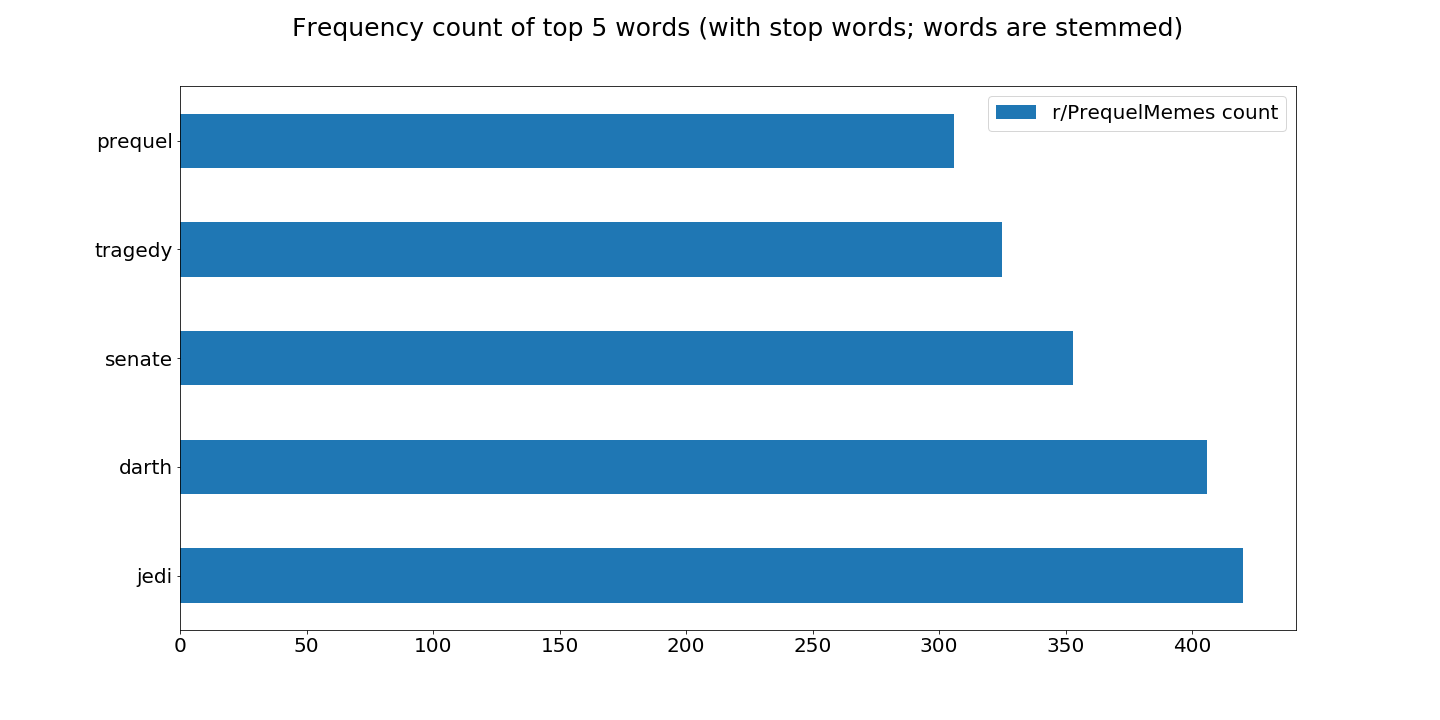 Frequency count of top 5 words (with stop words; words are stemmed)
r/PrequelMemes count
prequel
tragedy
senate
darth
jedi
0 50 100 150 200 250 300 350 400